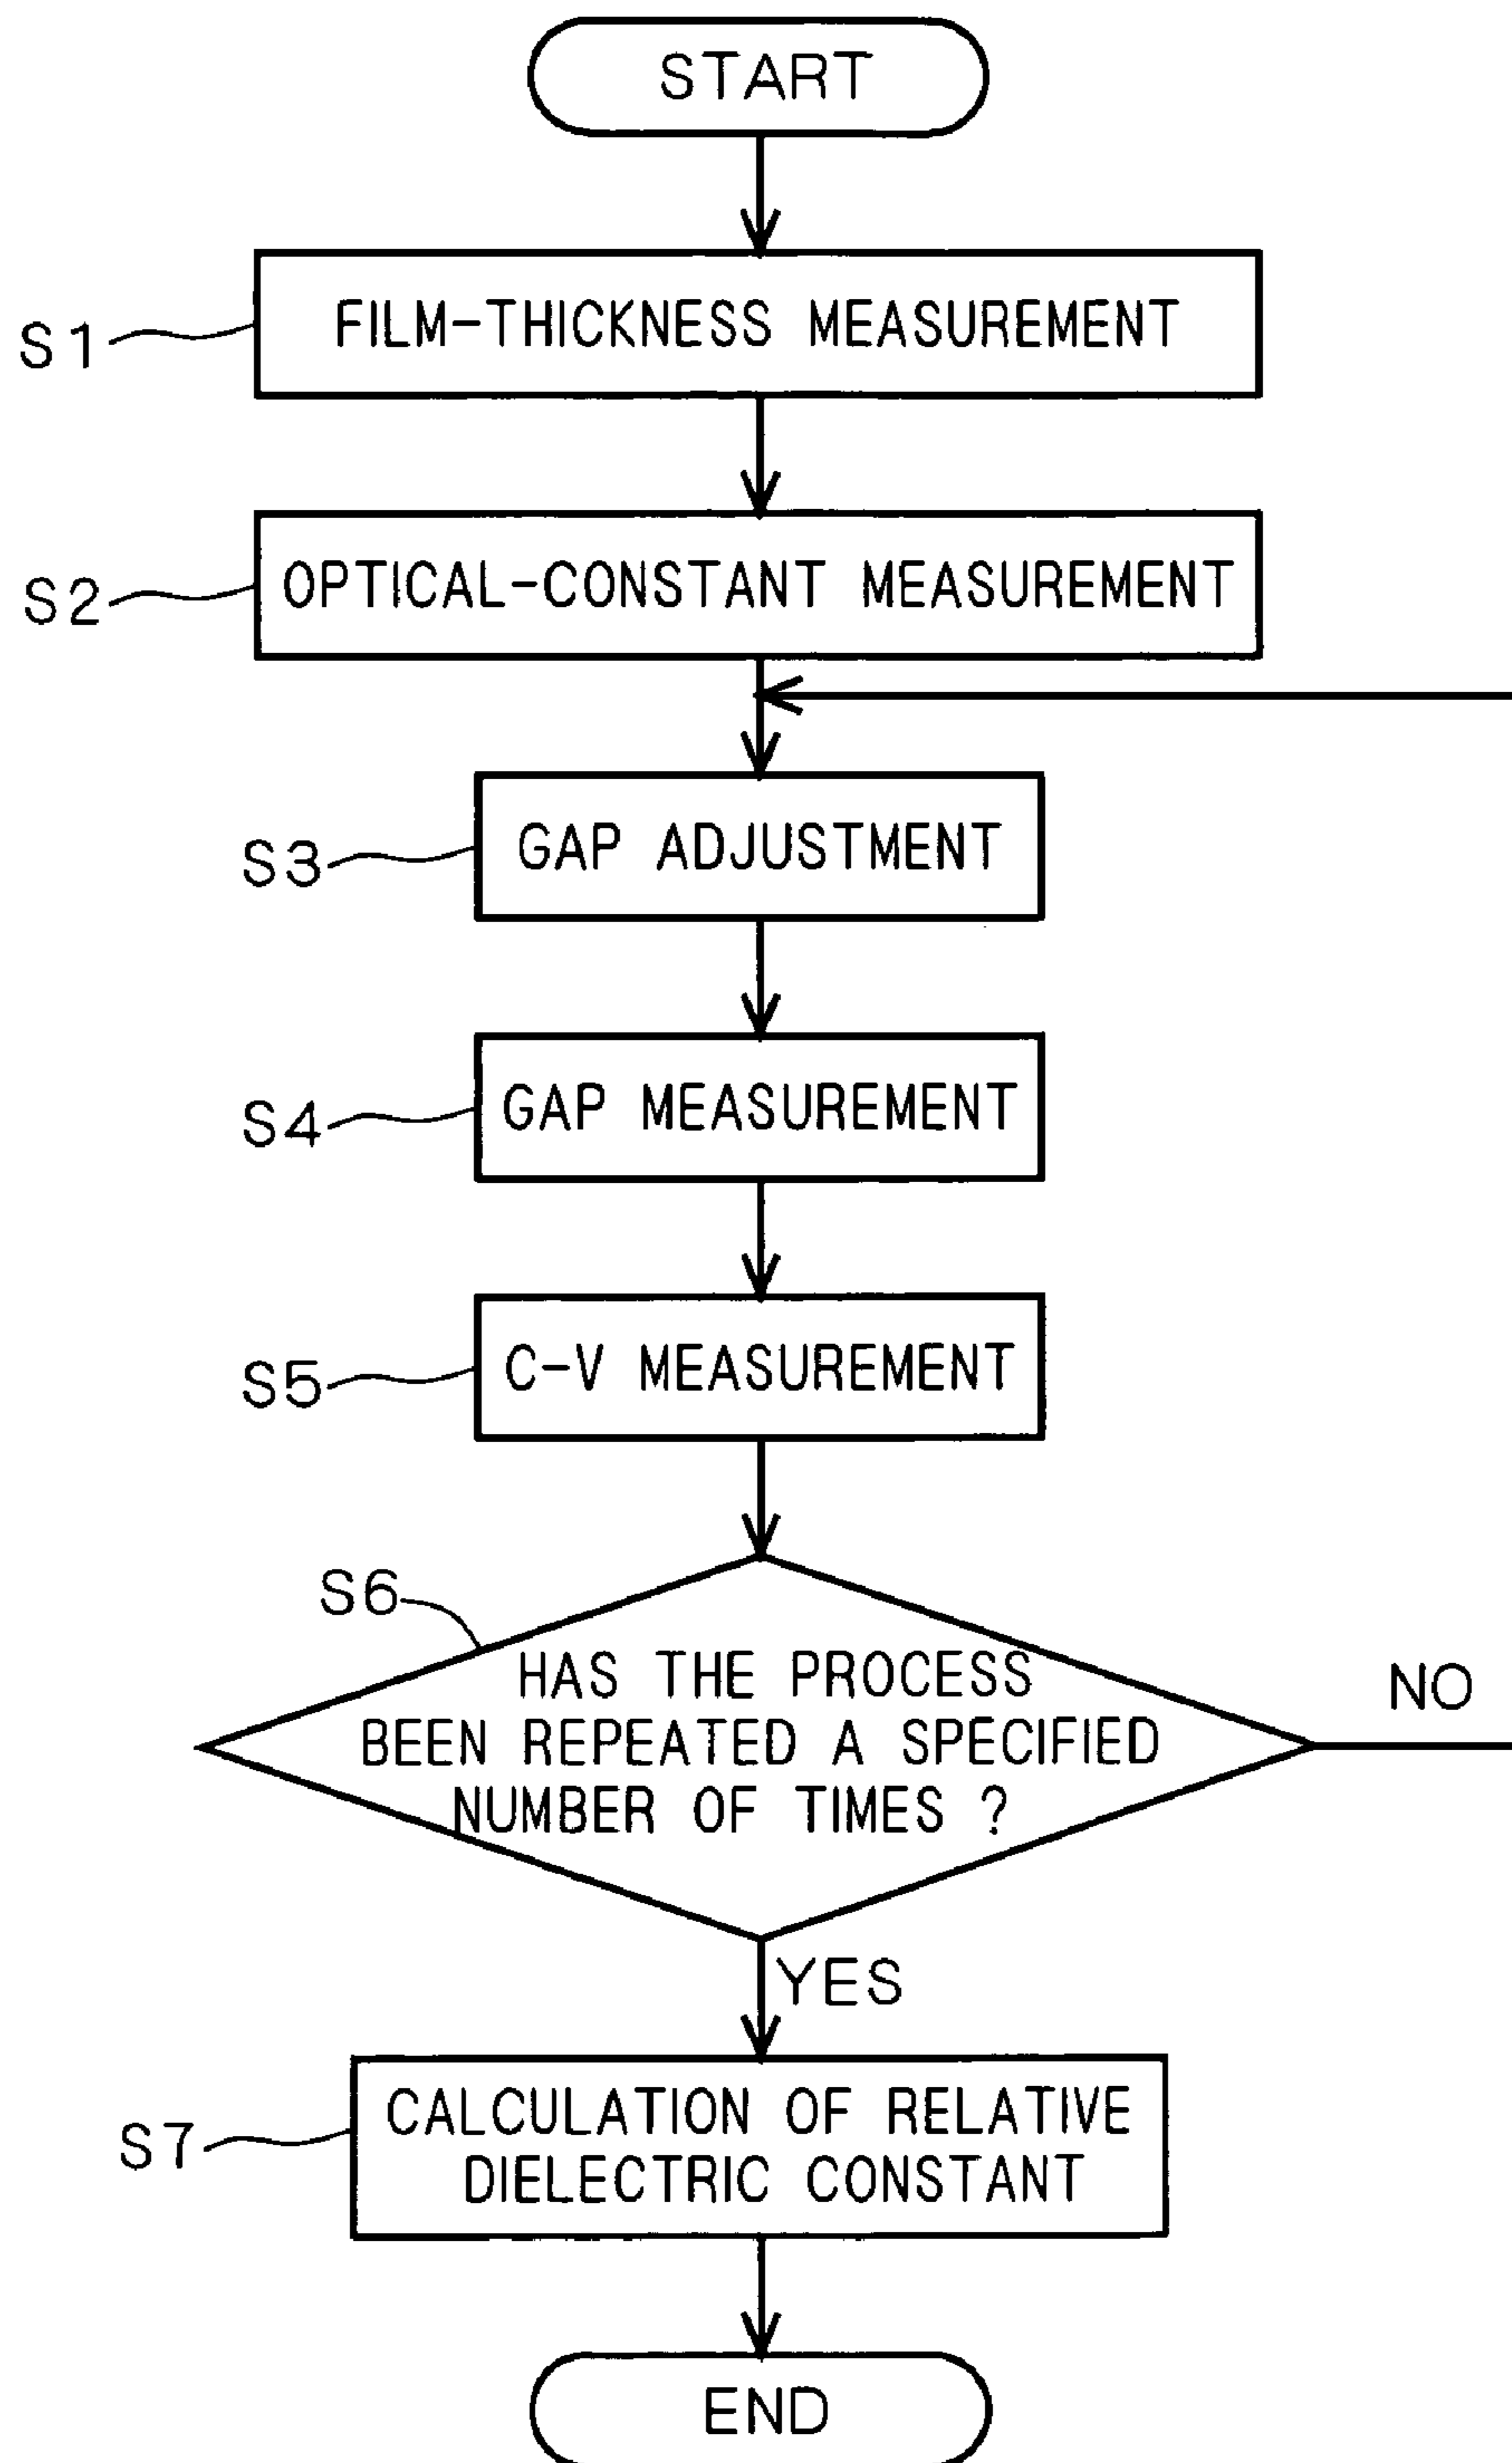 START
S1
FILM-THICKNESS MEASUREMENT
S2
OPTICAL-CONSTANT MEASUREMENT
S3
GAP ADJUSTMENT
S4
GAP MEASUREMENT
S5
C-V MEASUREMENT
S6
HAS THE PROCESS
BEEN REPEATED A SPECIFIED
NUMBER OF TIMES ?
NO
YES
S7
CALCULATION OF RELATIVE
DIELECTRIC CONSTANT
END